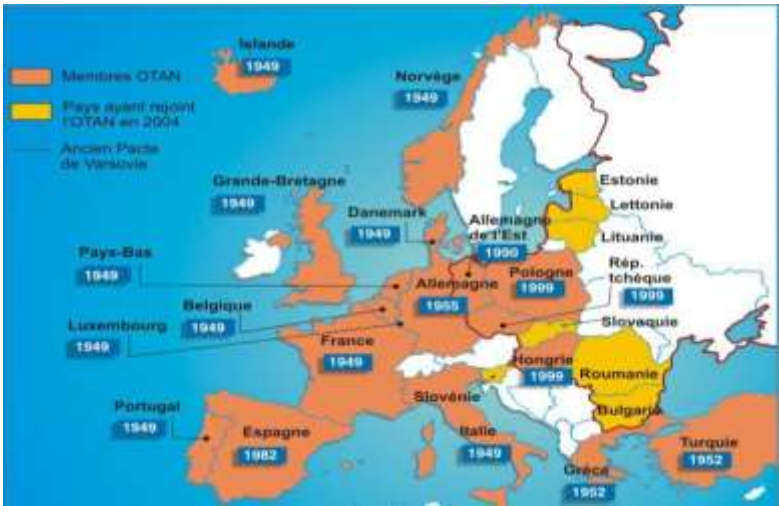 Islande
1949
Membres OTAN
Pays ayant rejoint
l'OTAN en 2004
Ancien Pacte
de Varsovie
Norvège
1949
Grande-Bretagne
1949
Danemark
1949
Allemagne
de l'Est
1990
Estonie
Lettonie
Lituanie
Pays-Bas
1949
Allemagne
1955
Pologne
1999
Rép.
tchèque
1999
Belgique
1949
Luxembourg
1949
France
1949
Slovaquie
Hongrie
1999
Roumanie
Slovénie
Bulgarie
Portugal
1949
Espagne
1982
Italie
1949
Grèce
1952
Turquie
1952